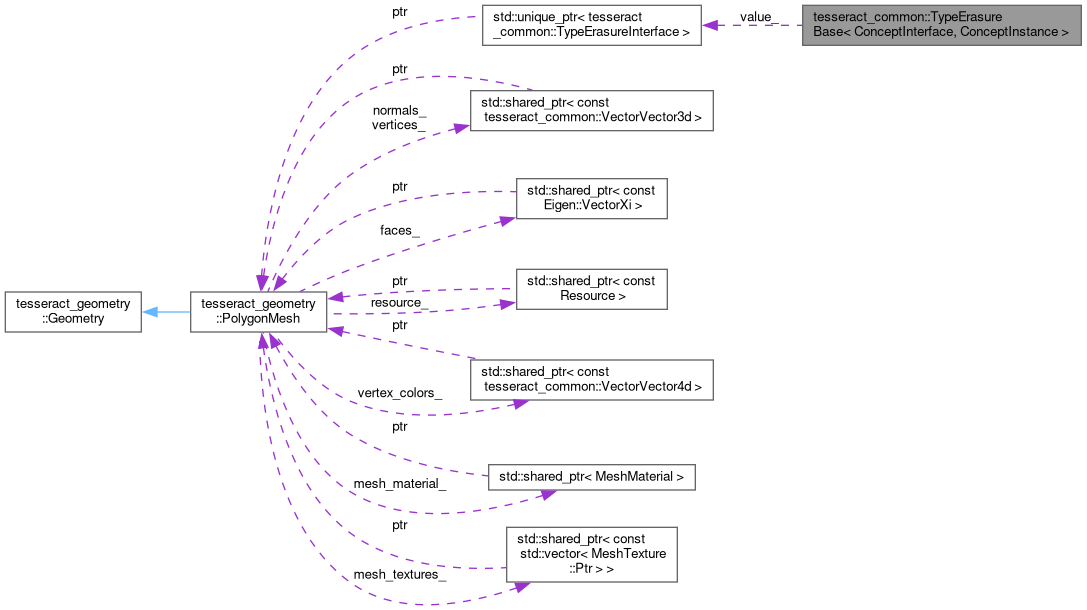 ptr
std::unique_ptr< tesseract
_common::TypeErasureInterface >
value_
tesseract_common::TypeErasure
Base< ConceptInterface, ConceptInstance >
ptr
std::shared_ptr< const
tesseract_common::VectorVector3d >
normals_
vertices_
ptr
std::shared_ptr< const
Eigen::VectorXi >
faces_
ptr
std::shared_ptr< const
Resource >
resource_
tesseract_geometry
::Geometry
tesseract_geometry
::PolygonMesh
ptr
std::shared_ptr< const
tesseract_common::VectorVector4d >
vertex_colors_
ptr
std::shared_ptr< MeshMaterial >
mesh_material_
ptr
std::shared_ptr< const
std::vector< MeshTexture
::Ptr > >
mesh_textures_